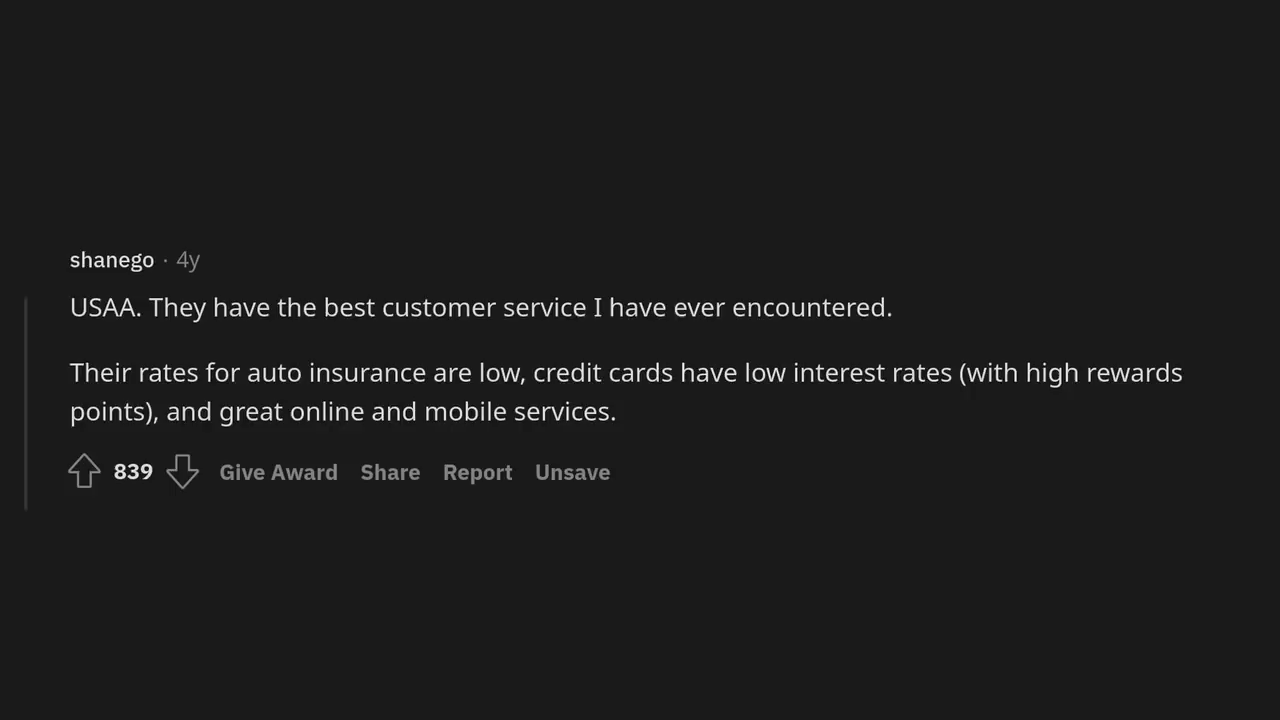 shanego · 4y
USAA. They have the best customer service I have ever encountered.
Their rates for auto insurance are low, credit cards have low interest rates (with high rewards
points), and great online and mobile services.
839 Give Award Share Report Unsave